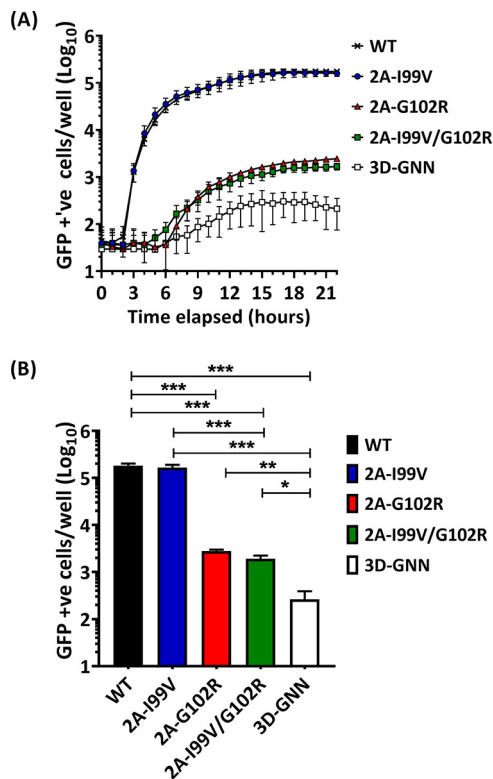 (A)
GFP +'ve cells/well (Log10)
6
5
4
3
2
1
0 3 6 9 12 15 18 21
Time elapsed (hours)
WT
2A-I99V
2A-G102R
2A-I99V/G102R
3D-GNN
(B)
***
***
***
***
***
**
*
GFP +ve cells/well (Log10)
6
5
4
3
2
1
WT
2A-I99V
2A-G102R
2A-I99V/G102R
3D-GNN
WT
2A-I99V
2A-G102R
2A-I99V/G102R
3D-GNN